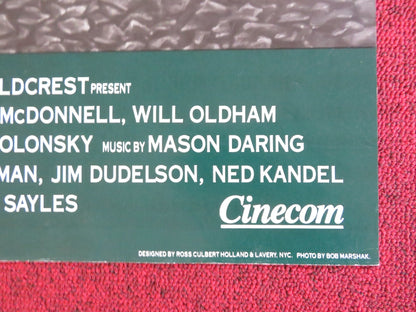 LDCREST PRESENT
McDONNELL, WILL OLDHAM
OLONSKY MUSIC BY MASON DARING
MAN, JIM DUDELSON, NED KANDEL
SAYLES
Cinecom
DESIGNED BY ROSS CULBERT HOLLAND & LAVERY, NYC. PHOTO BY BOB MARSHAK.